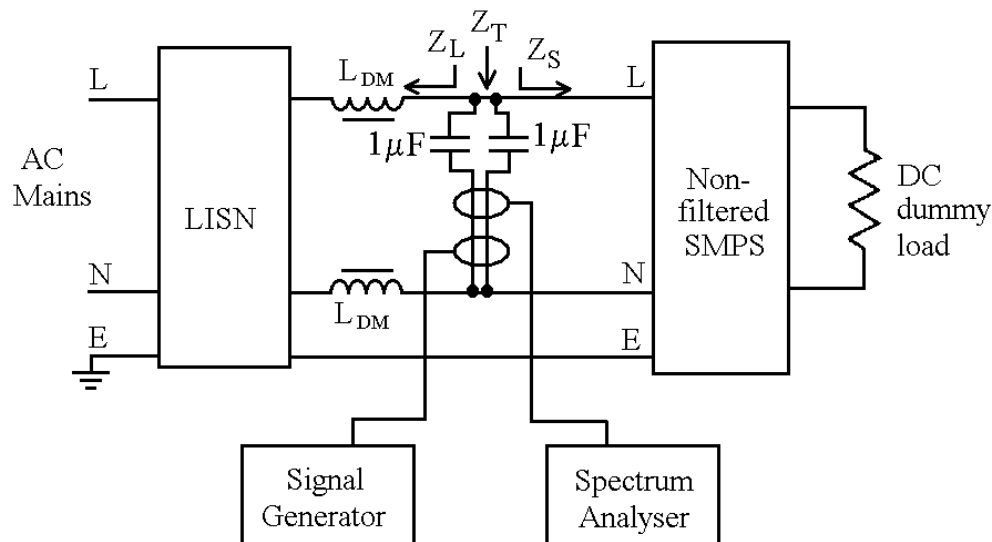 Z_T
Z_L
Z_S
L_DM
L
L
1μF
1μF
AC
Mains
LISN
Non-
filtered
SMPS
DC
dummy
load
N
N
L_DM
E
E
Signal
Generator
Spectrum
Analyser